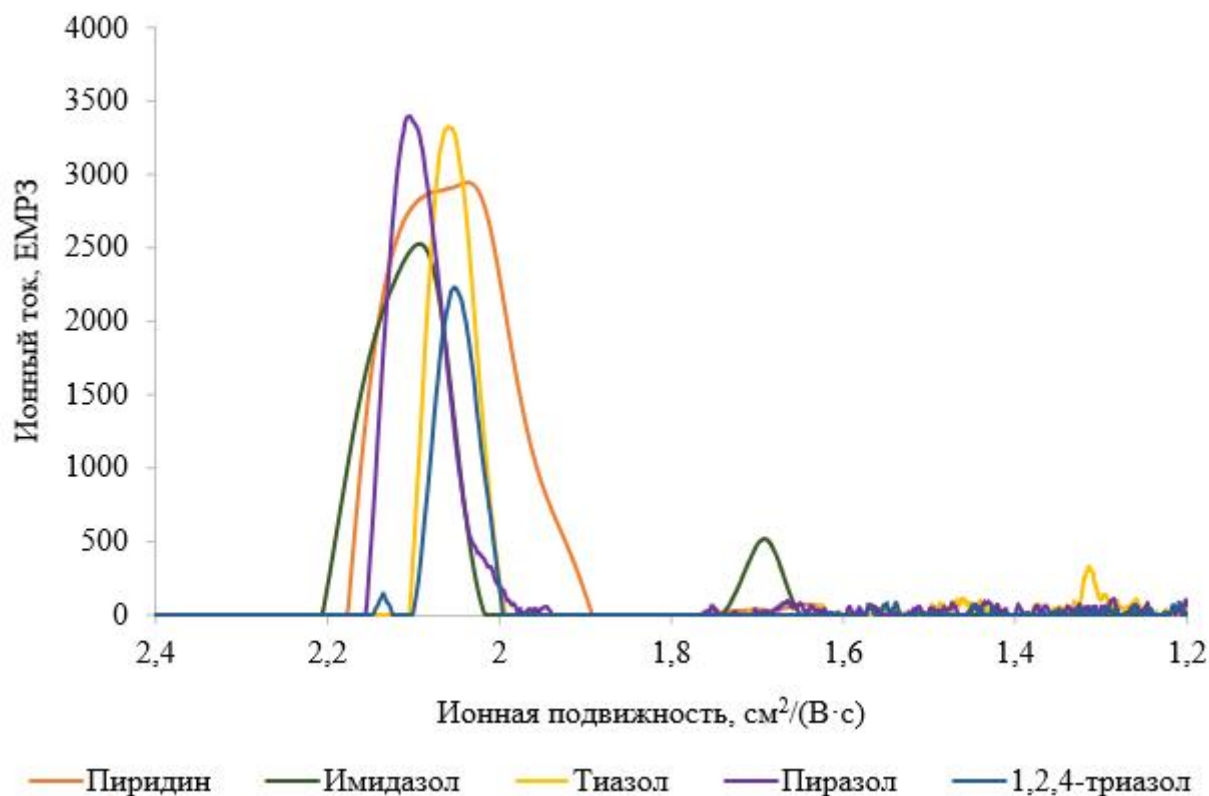 4000
3500
3000
2500
2000
1500
1000
500
0
Ионный ток, ЕМРЗ
2,4 2,2 2 1,8 1,6 1,4 1,2
Ионная подвижность, см²/(В·с)
Пиридин Имидазол Тиазол Пиразол 1,2,4-триазол